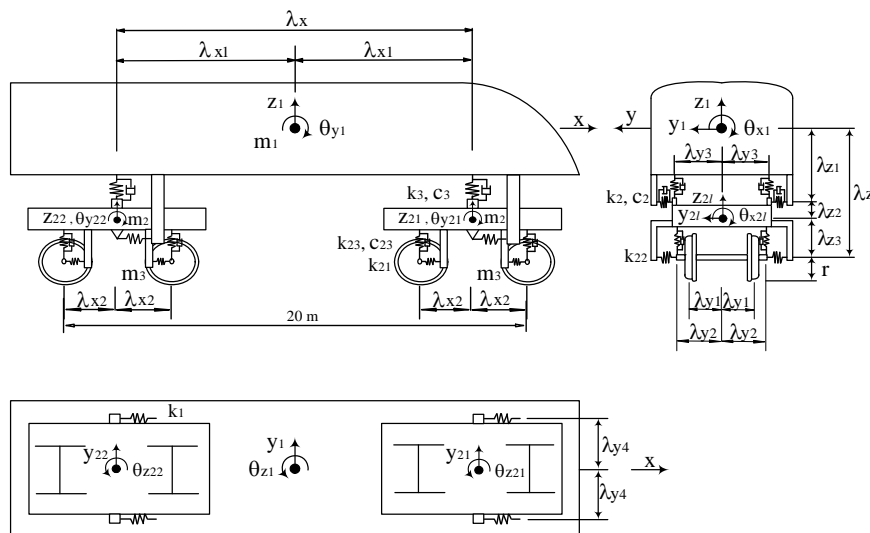 λx
λx1 λx1
z1
m1 θy1
x
k3, c3
z22 , θy22 m2
z21 , θy21 m2
k23, c23
k21
m3 m3
λx2 λx2
λx2 λx2
20 m
y
z1
y1 θx1
λy3 λy3
λz1
λz
k2, c2
z2l
y2l θx2l
λz2
λz3
k22
r
λy1 λy1
λy2 λy2
k1
y22
θz22
y1
θz1
y21
θz21
λy4
x
λy4